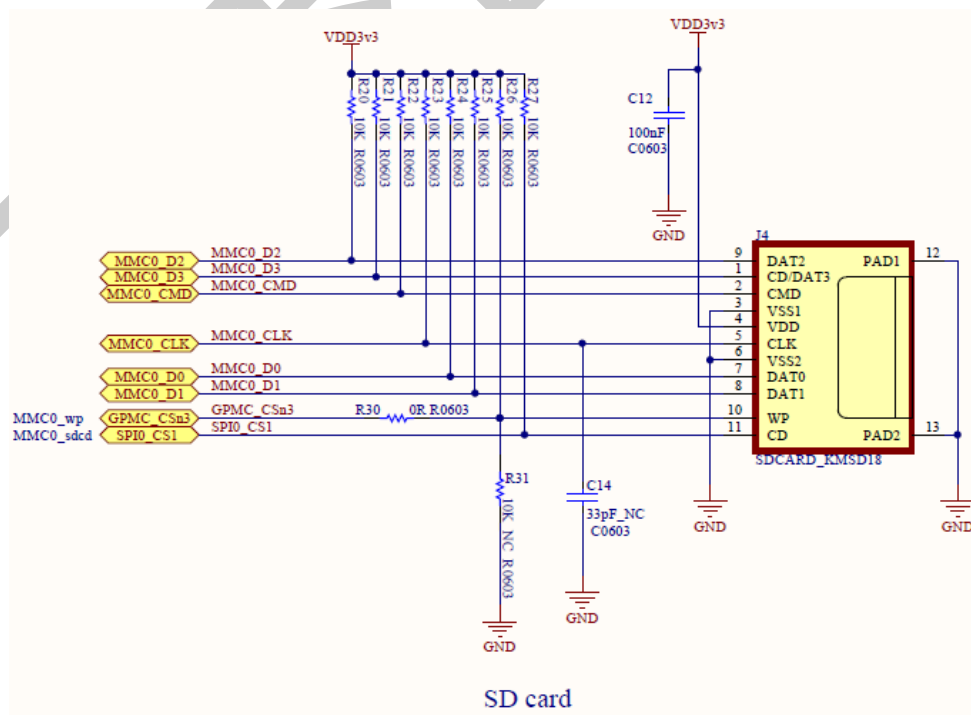 VDD3v3
VDD3v3
R20 10K R0603
R21 10K R0603
R22 10K R0603
R23 10K R0603
R24 10K R0603
R25 10K R0603
R26 10K R0603
R27 10K R0603
C12
100nF
C0603
GND
J4
MMC0_D2 MMC0_D2 9 DAT2 PAD1 12
MMC0_D3 MMC0_D3 1 CD/DAT3
MMC0_CMD MMC0_CMD 2 CMD
3 VSS1
4 VDD
MMC0_CLK MMC0_CLK 5 CLK
6 VSS2
MMC0_D0 MMC0_D0 7 DAT0
MMC0_D1 MMC0_D1 8 DAT1
MMC0_wp GPMC_CSn3 R30 0R R0603 GPMC_CSn3 10 WP
MMC0_sdcd SPI0_CS1 SPI0_CS1 11 CD PAD2 13
SDCARD_KMSD18
R31 10K NC R0603
C14
33pF_NC
C0603
GND
GND
GND
GND
SD card